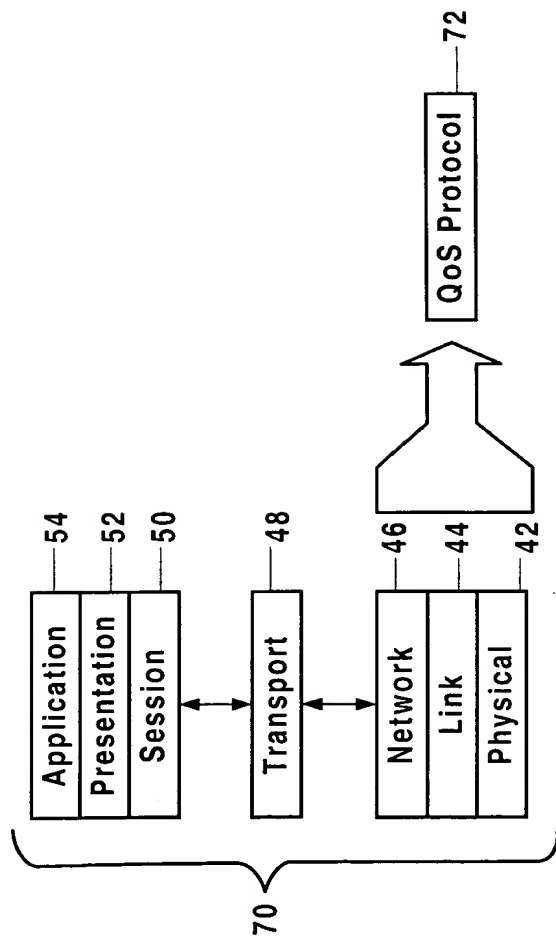 70
Application
54
Presentation
52
Session
50
Transport
48
Network
46
Link
44
Physical
42
QoS Protocol
72